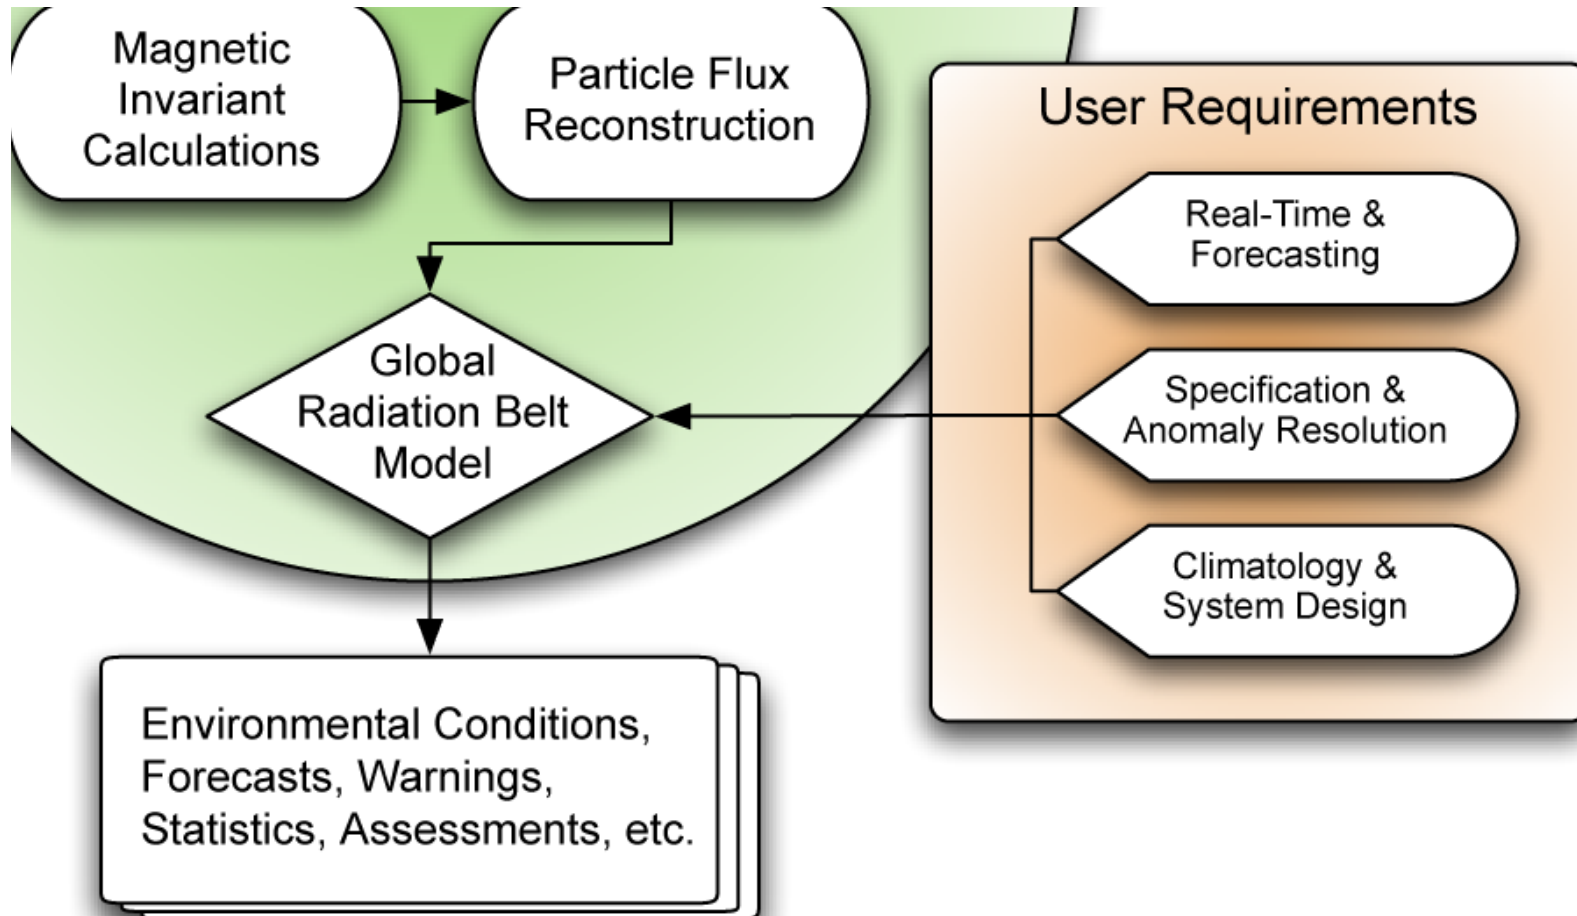 Magnetic
Invariant
Calculations
Particle Flux
Reconstruction
User Requirements
Real-Time &
Forecasting
Global
Radiation Belt
Model
Specification &
Anomaly Resolution
Climatology &
System Design
Environmental Conditions,
Forecasts, Warnings,
Statistics, Assessments, etc.